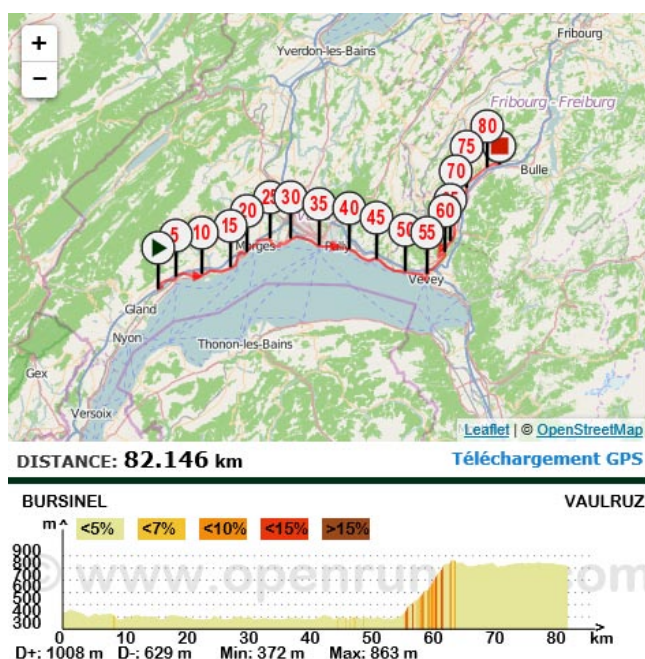 +
−
Yverdon-les-Bains
Fribourg
Fribourg - Freiburg
80
75
Bulle
70
25
30
20
35
15
40
60
10
45
5
50
55
Morges
Pully
Vevey
Gland
Nyon
Thonon-les-Bains
Gex
Versoix
Leaflet | © OpenStreetMap
DISTANCE: 82.146 km
Téléchargement GPS
BURSINEL
VAULRUZ
m
<5% <7% <10% <15% >15%
900
800
700
600
500
400
300
0 10 20 30 40 50 60 70 80 km
D+: 1008 m D-: 629 m Min: 372 m Max: 863 m